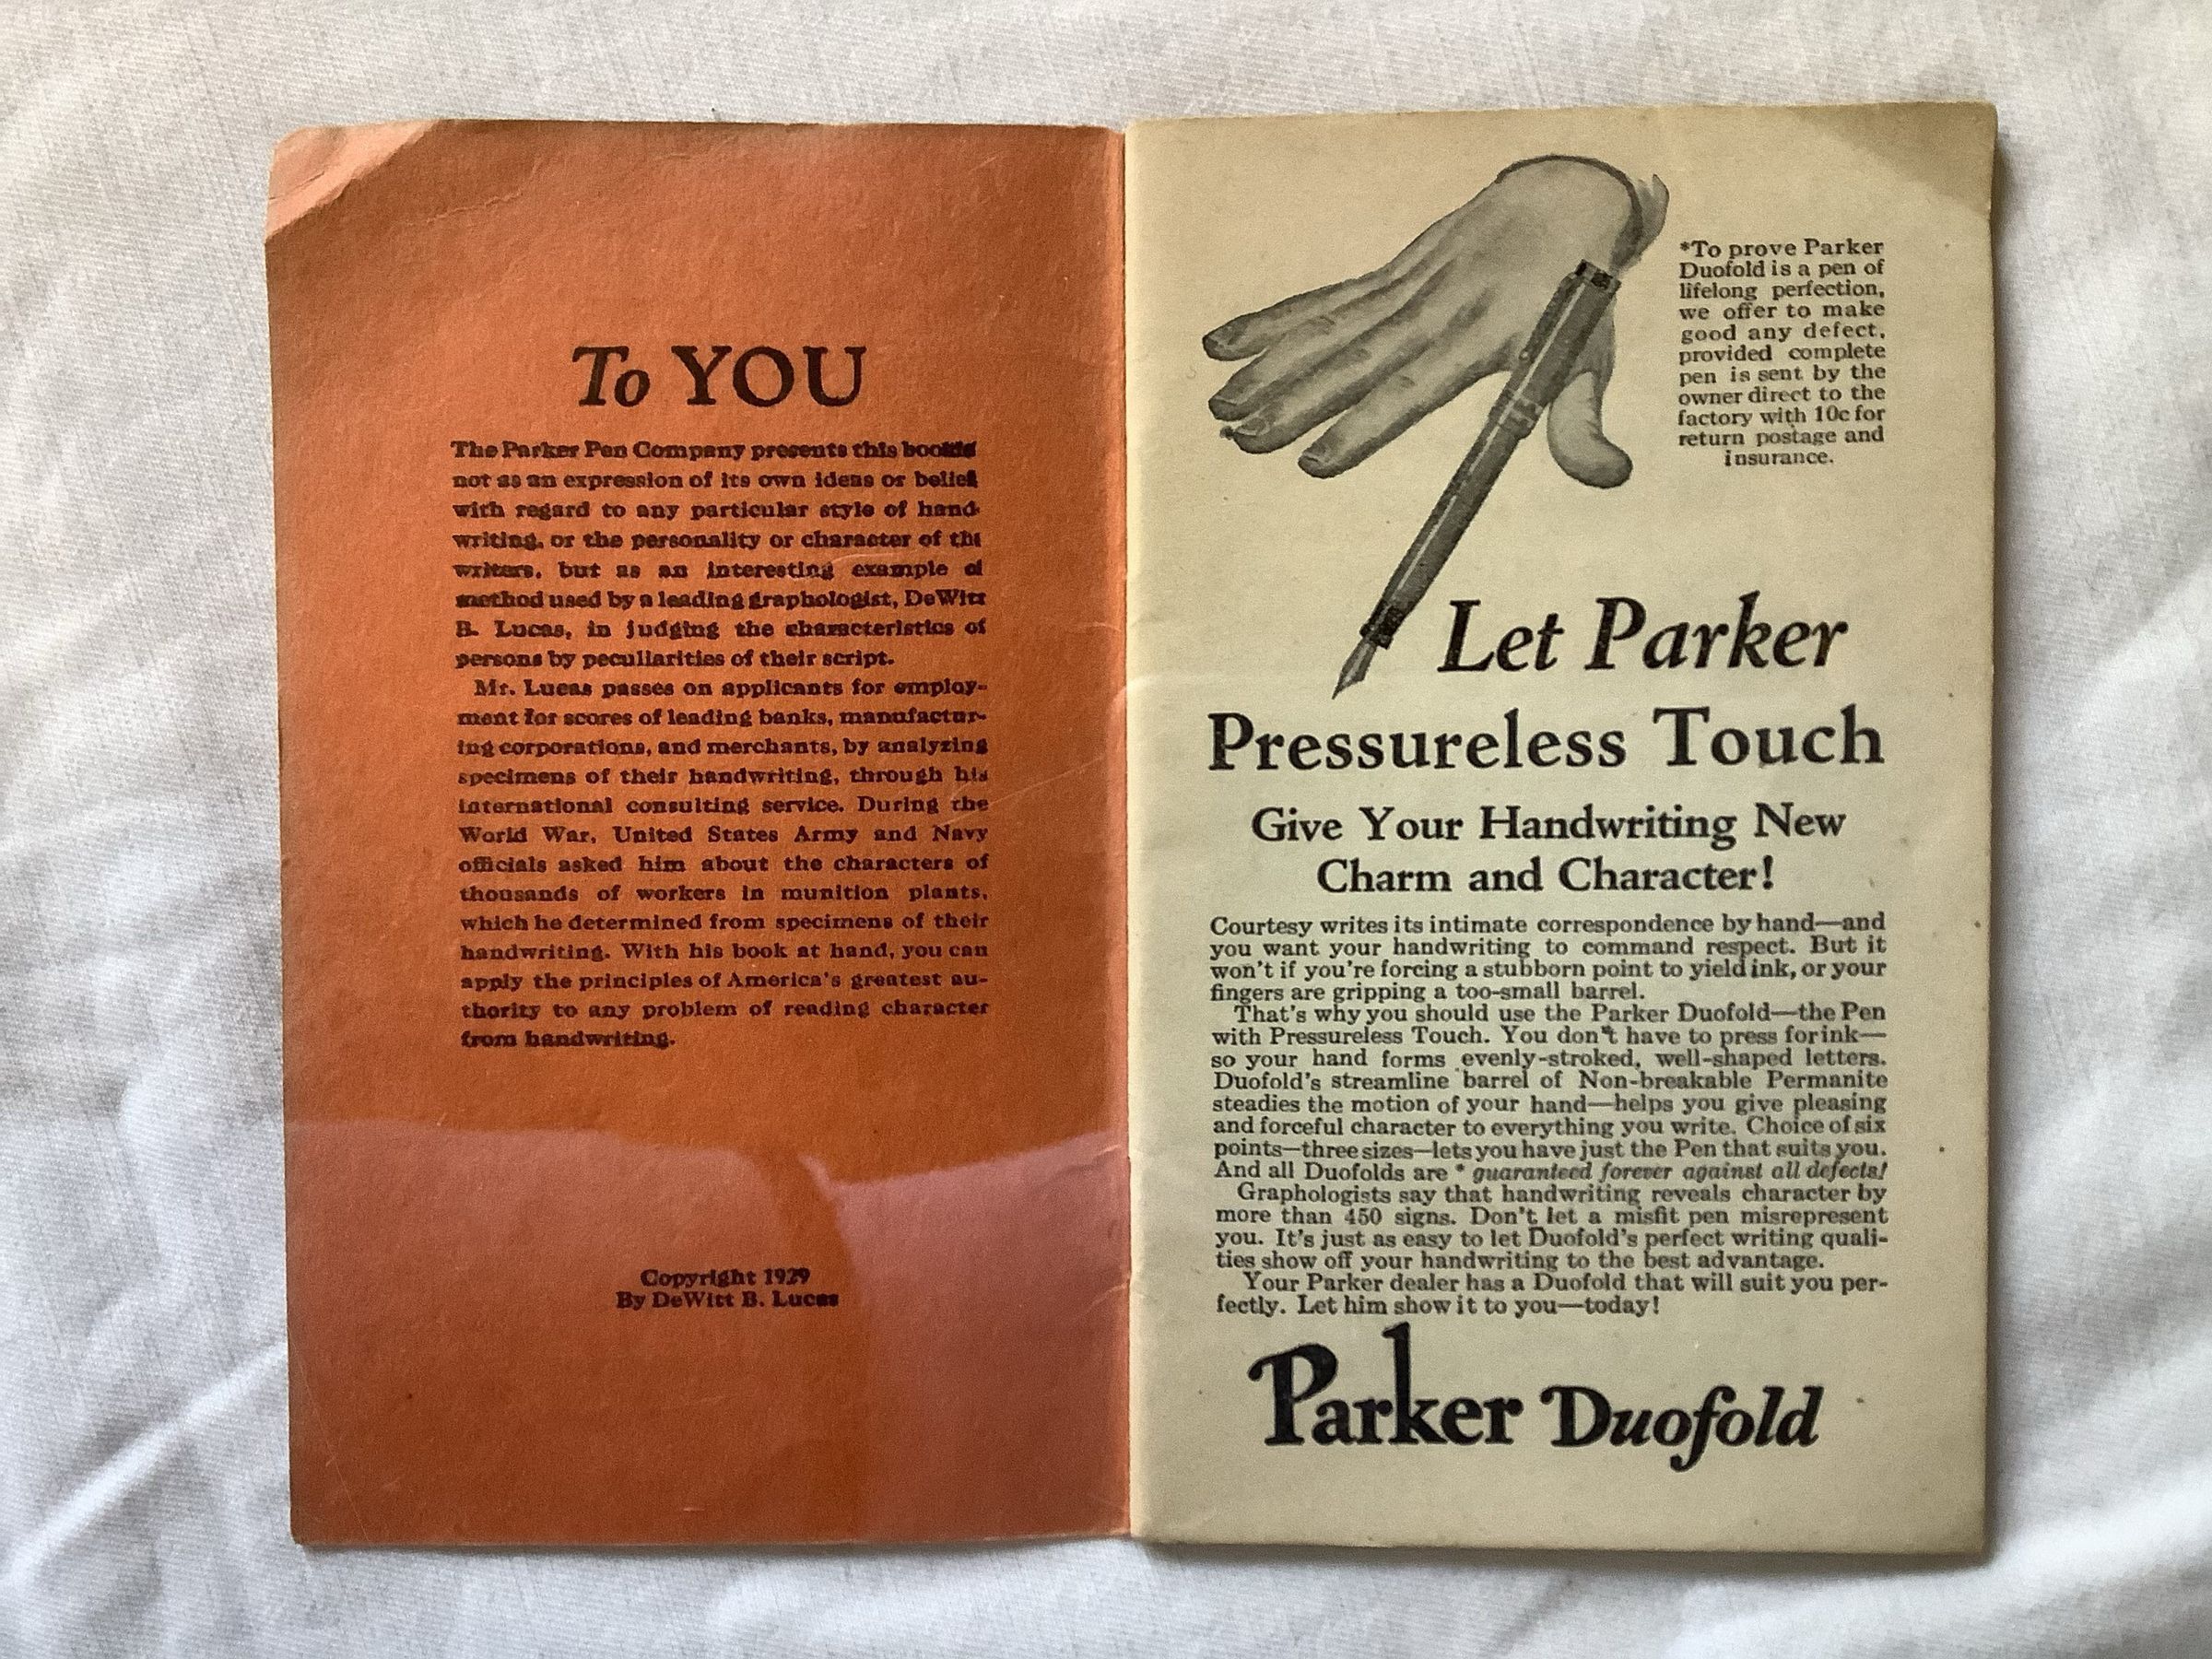 To YOU
The Parker Pen Company presents this
not as an expression of its own ideas or belief
with regard to any particular style of hand-
writing, or the personality or character of the
writers, but as an interesting example of
method used by a leading graphologist, DeWitt
B. Lucas, in judging the characteristics of
persons by peculiarities of their script.
Mr. Lucas passes on applicants for employ-
ment for scores of leading banks, manufactur-
ing corporations, and merchants, by analyzing
specimens of their handwriting, through his
international consulting service. During the
World War, United States Army and Navy
officials asked him about the characters of
thousands of workers in munition plants,
which he determined from specimens of their
handwriting. With his book at hand, you can
apply the principles of America's greatest au-
thority to any problem of reading character
from handwriting.
Copyright 1929
By DeWitt B. Lucas
*To prove Parker
Duofold is a pen of
lifelong perfection,
we offer to make
good any defect,
provided complete
pen is sent by the
owner direct to the
factory with 10c for
return postage and
insurance.
Let Parker
Pressureless Touch
Give Your Handwriting New
Charm and Character!
Courtesy writes its intimate correspondence by hand—and
you want your handwriting to command respect. But it
won't if you're forcing a stubborn point to yield ink, or your
fingers are gripping a too-small barrel.
That's why you should use the Parker Duofold—the Pen
with Pressureless Touch. You don't have to press for ink—
so your hand forms evenly-stroked, well-shaped letters.
Duofold's streamline barrel of Non-breakable Permanite
steadies the motion of your hand—helps you give pleasing
and forceful character to everything you write. Choice of six
points—three sizes—lets you have just the Pen that suits you.
And all Duofolds are * guaranteed forever against all defects!
Graphologists say that handwriting reveals character by
more than 450 signs. Don't let a misfit pen misrepresent
you. It's just as easy to let Duofold's perfect writing quali-
ties show off your handwriting to the best advantage.
Your Parker dealer has a Duofold that will suit you per-
fectly. Let him show it to you—today!
Parker Duofold